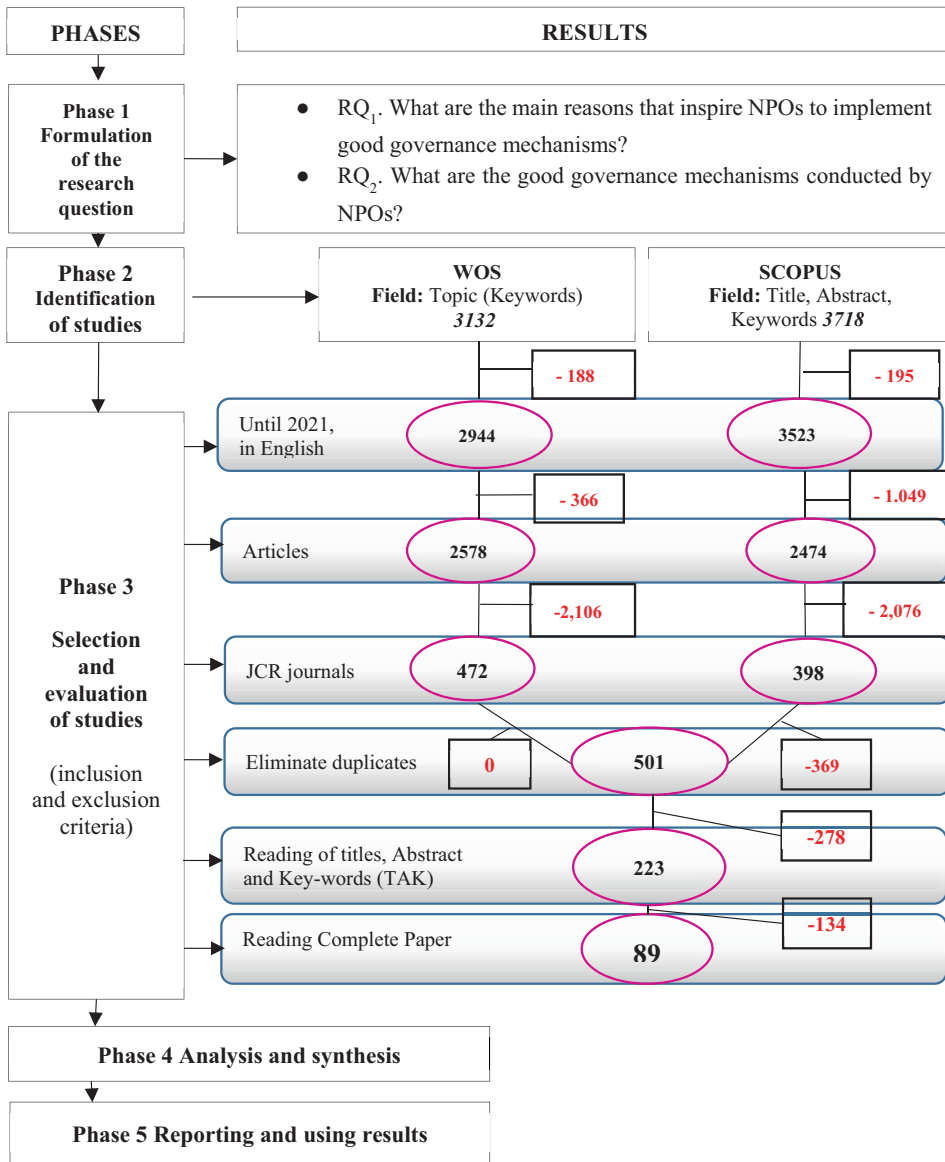 PHASES
RESULTS
Phase 1
Formulation
of the
research
question
● RQ1. What are the main reasons that inspire NPOs to implement
good governance mechanisms?
● RQ2. What are the good governance mechanisms conducted by
NPOs?
Phase 2
Identification
of studies
WOS
Field: Topic (Keywords)
3132
SCOPUS
Field: Title, Abstract,
Keywords 3718
- 188
- 195
Phase 3
Selection
and
evaluation
of studies
(inclusion
and exclusion
criteria)
Until 2021,
in English
2944
3523
- 366
- 1.049
Articles
2578
2474
-2,106
- 2,076
JCR journals
472
398
Eliminate duplicates
0
501
-369
-278
Reading of titles, Abstract
and Key-words (TAK)
223
-134
Reading Complete Paper
89
Phase 4 Analysis and synthesis
Phase 5 Reporting and using results